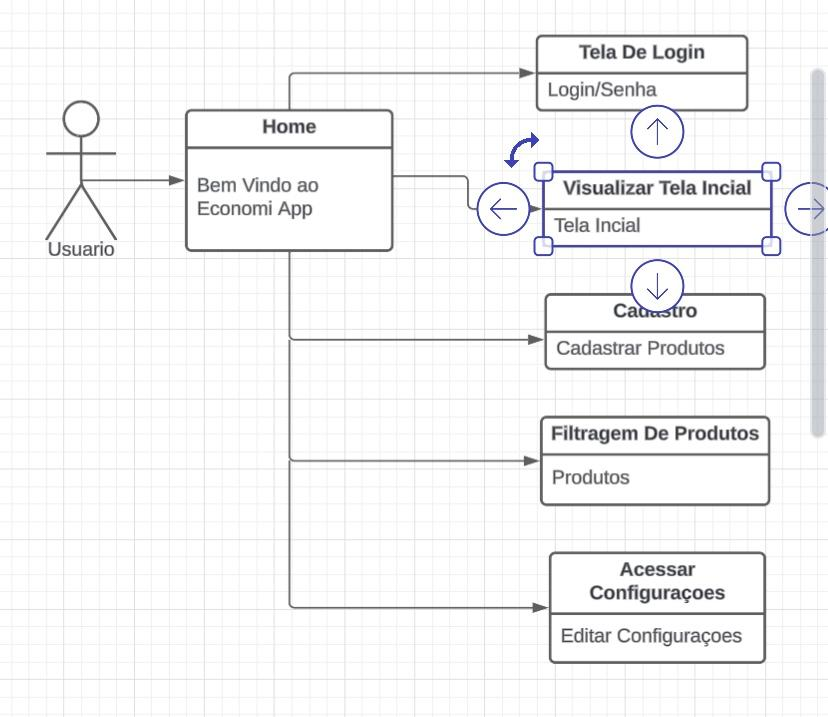 Tela De Login
Login/Senha
Home
Bem Vindo ao
Economi App
Usuario
Visualizar Tela Incial
Tela Incial
Cadastro
Cadastrar Produtos
Filtragem De Produtos
Produtos
Acessar
Configuraçoes
Editar Configuraçoes